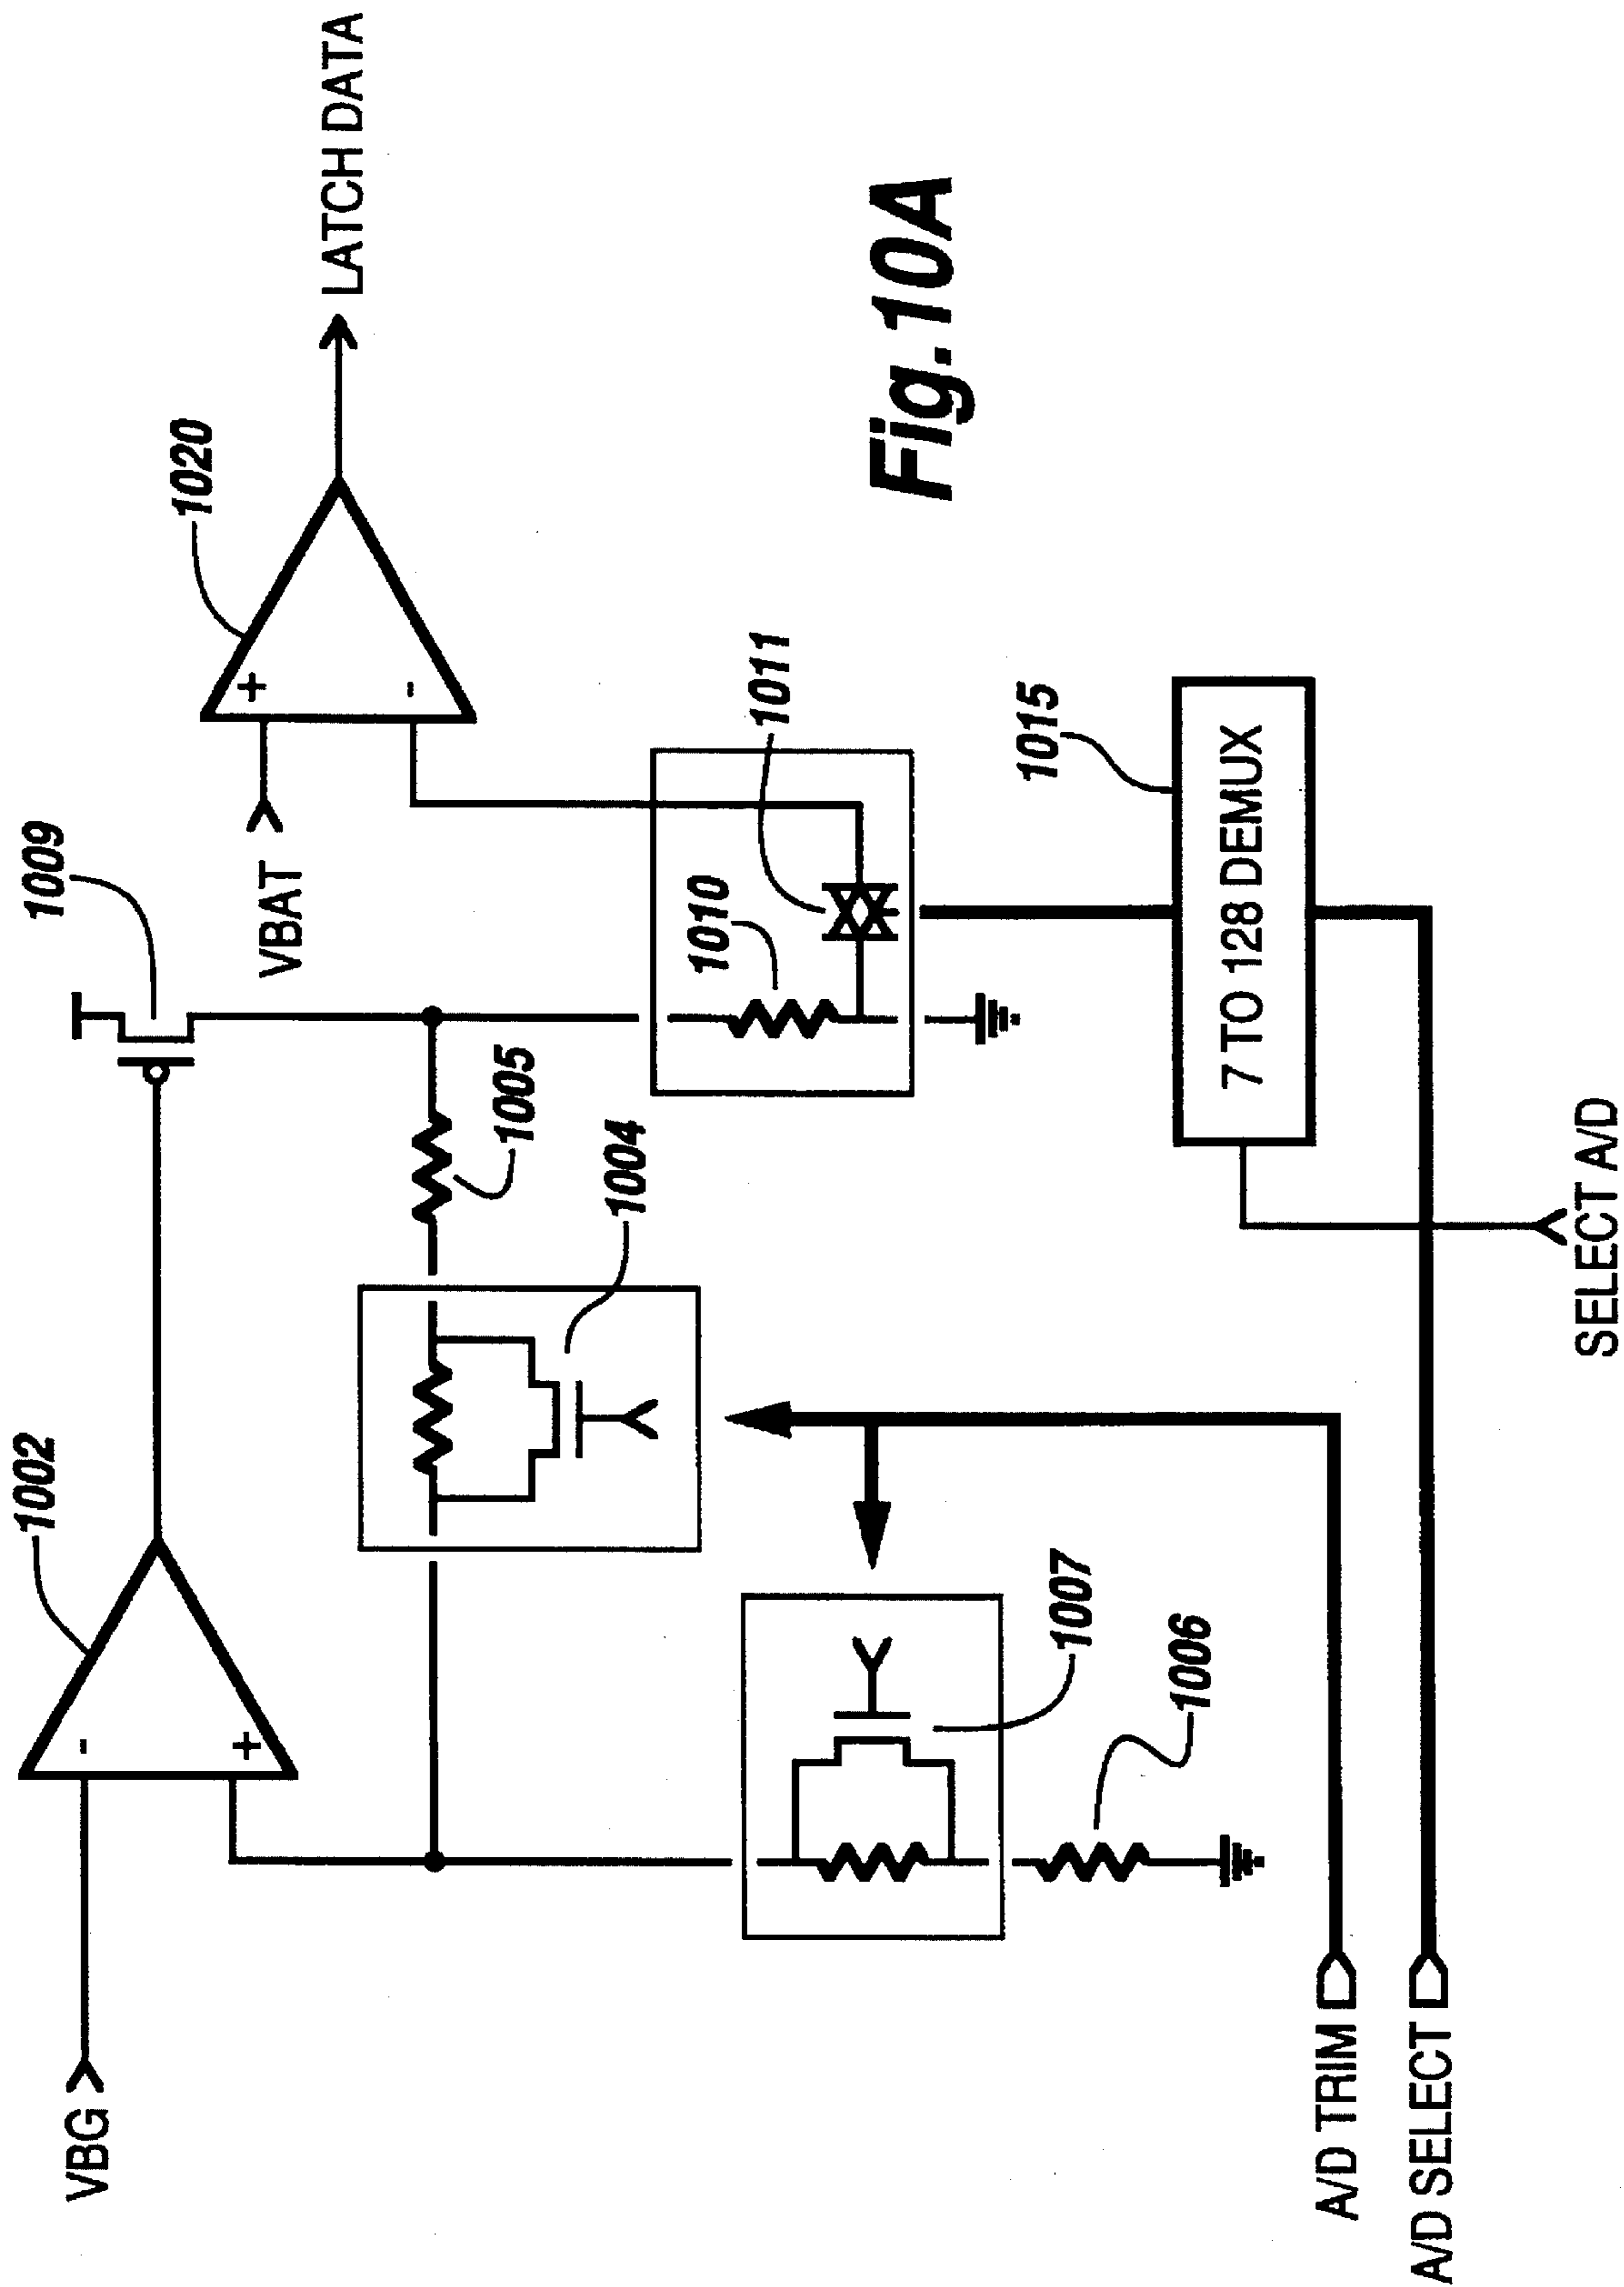 VBG
-
+
1002
1009
VBAT
+
-
1020
LATCH DATA
1005
1004
1010
1011
1007
1006
1015
7 TO 128 DEMUX
A/D TRIM
A/D SELECT
SELECT A/D
Fig.10A